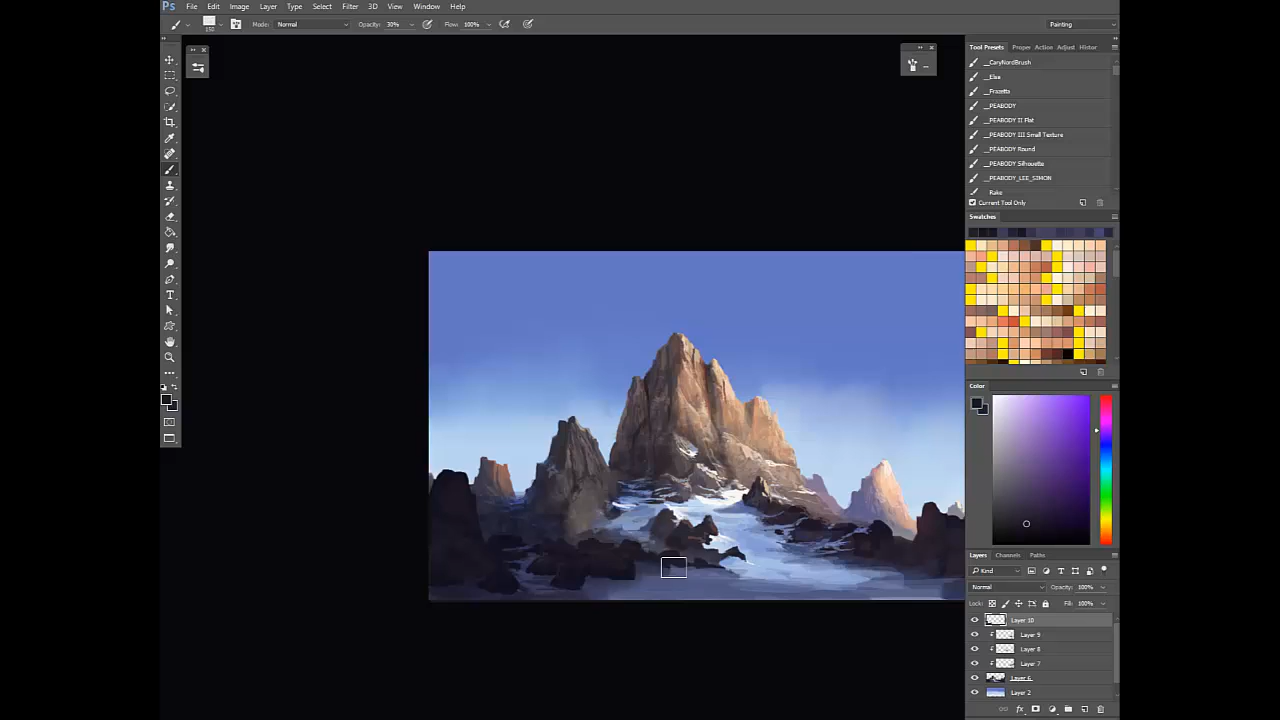 Ps File Edit Image Layer Type Select Filter 3D View Window Help
150 Mode: Normal Opacity: 30% Flow: 100% Painting
Tool Presets Proper Action Adjust Histor
__CaryNordBrush
__Else
__Frazetta
__PEABODY
__PEABODY II Flat
__PEABODY III Small Texture
__PEABODY Round
__PEABODY Silhouette
__PEABODY_LEE_SIMON
Rake
Current Tool Only
Swatches
Color
Layers Channels Paths
Kind
Normal Opacity: 100%
Lock: Fill: 100%
Layer 10
Layer 9
Layer 8
Layer 7
Layer 6
Layer 2
fx